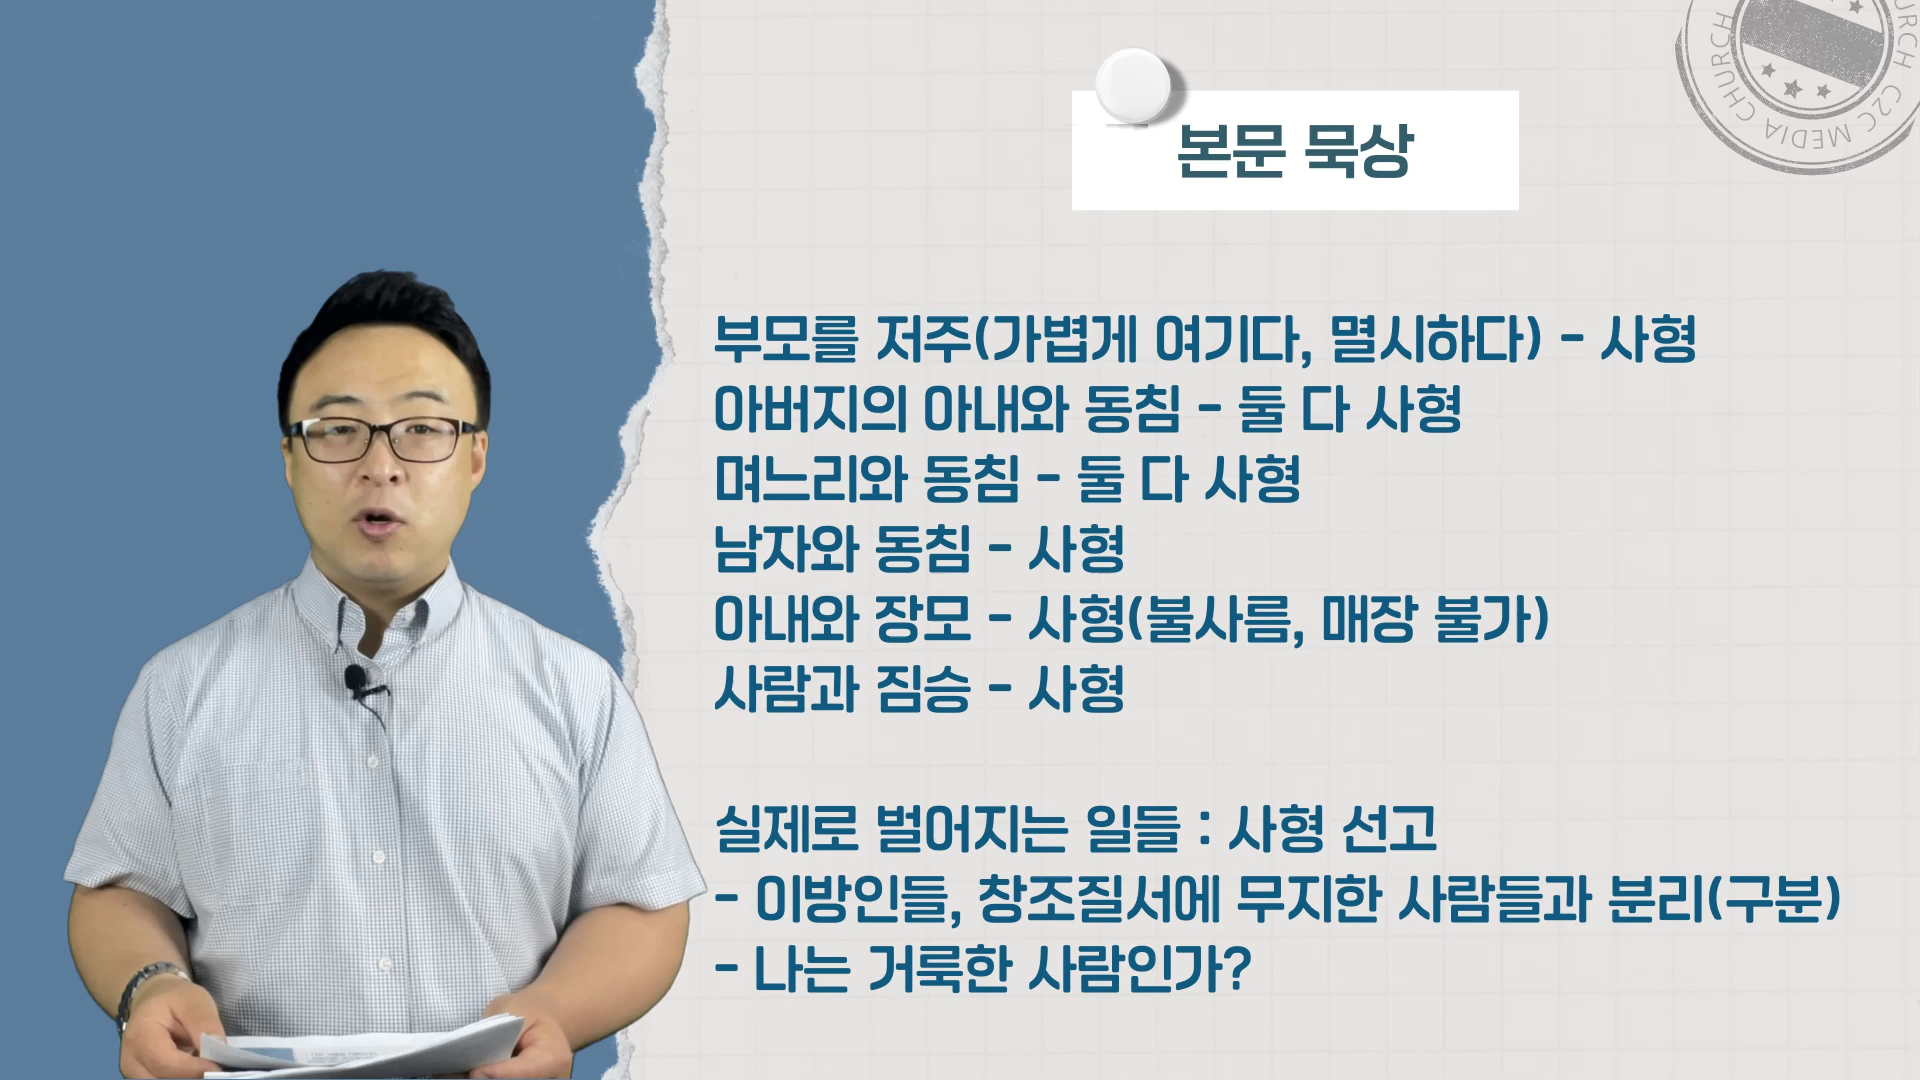 본문 묵상
C2C MEDIA CHURCH
부모를 저주(가볍게 여기다, 멸시하다) - 사형
아버지의 아내와 동침 - 둘 다 사형
며느리와 동침 - 둘 다 사형
남자와 동침 - 사형
아내와 장모 - 사형(불사름, 매장 불가)
사람과 짐승 - 사형
실제로 벌어지는 일들 : 사형 선고
- 이방인들, 창조질서에 무지한 사람들과 분리(구분)
- 나는 거룩한 사람인가?